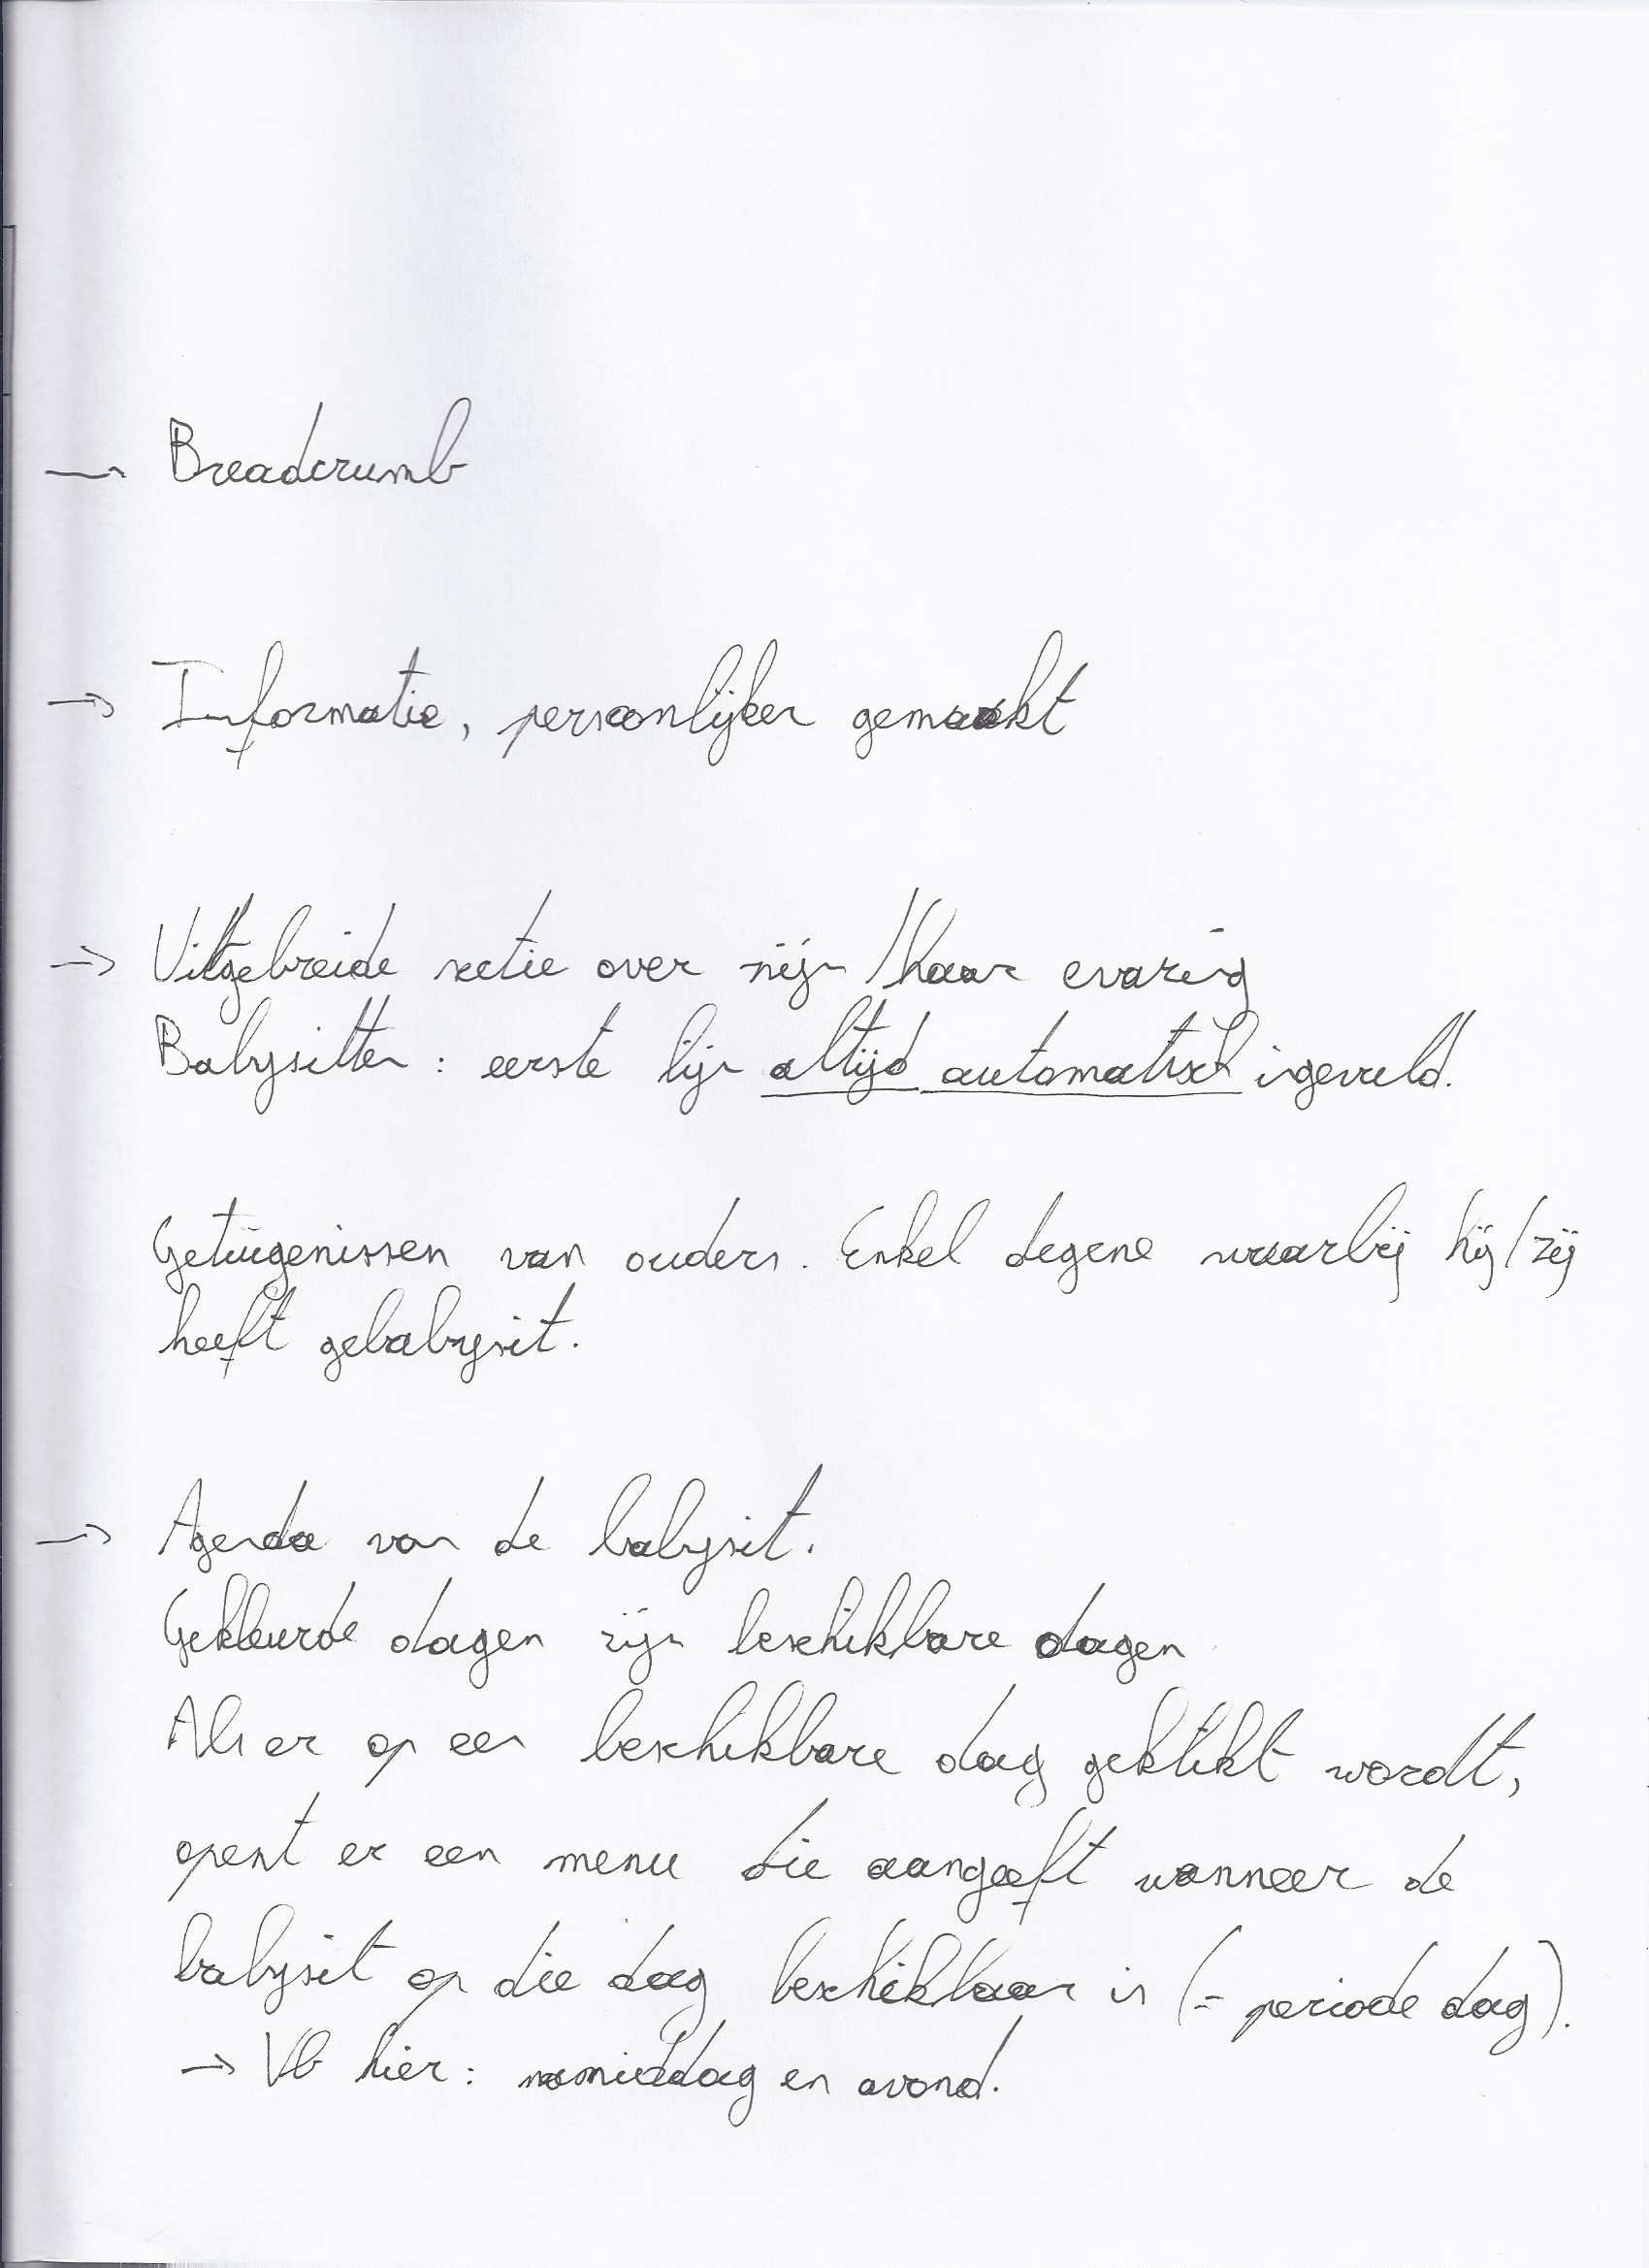 → Breadcrumb
→ Informatie, persoonlijker gemaakt
→ Uitgebreide sectie over zijn/haar ervaring
Babysitten: eerste lijn altijd automatisch ingevuld.
Getuigenissen van ouders. Enkel degene waarbij hij/zij
heeft gebabysit.
→ Agenda van de babysit.
Gekleurde dagen zijn beschikbare dagen
Als er op een beschikbare dag geklikt wordt,
opent er een menu die aangeeft wanneer de
babysit op die dag beschikbaar is (= periode dag).
→ Vb hier: namiddag en avond.